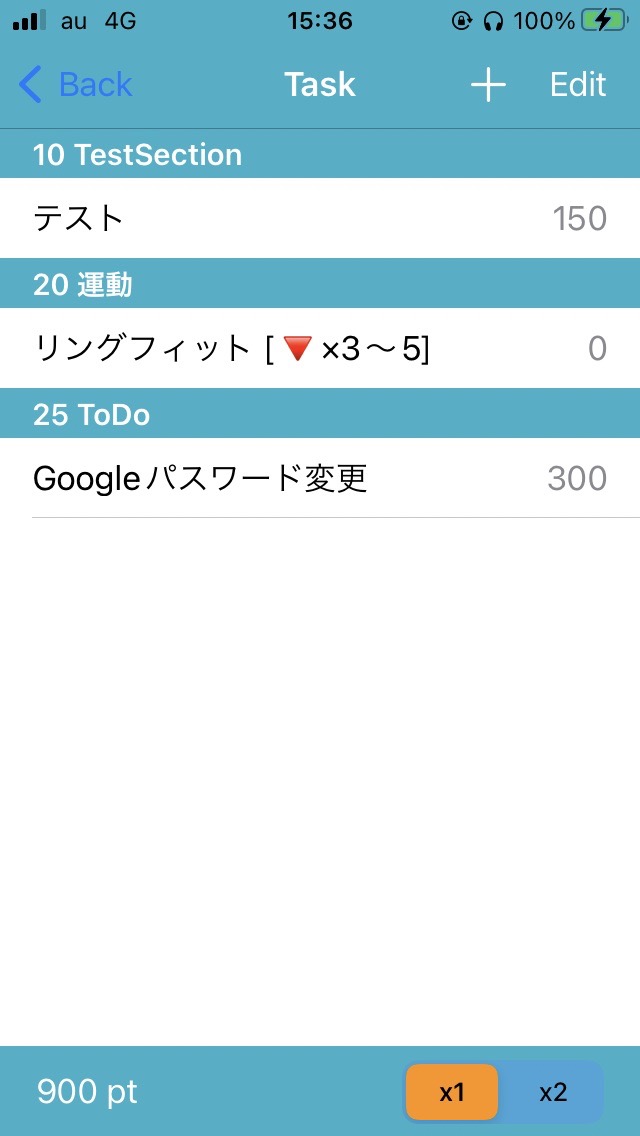 au 4G 15:36 100%
Back Task + Edit
10 TestSection
テスト 150
20 運動
リングフィット [🔻×3〜5] 0
25 ToDo
Googleパスワード変更 300
900 pt x1 x2